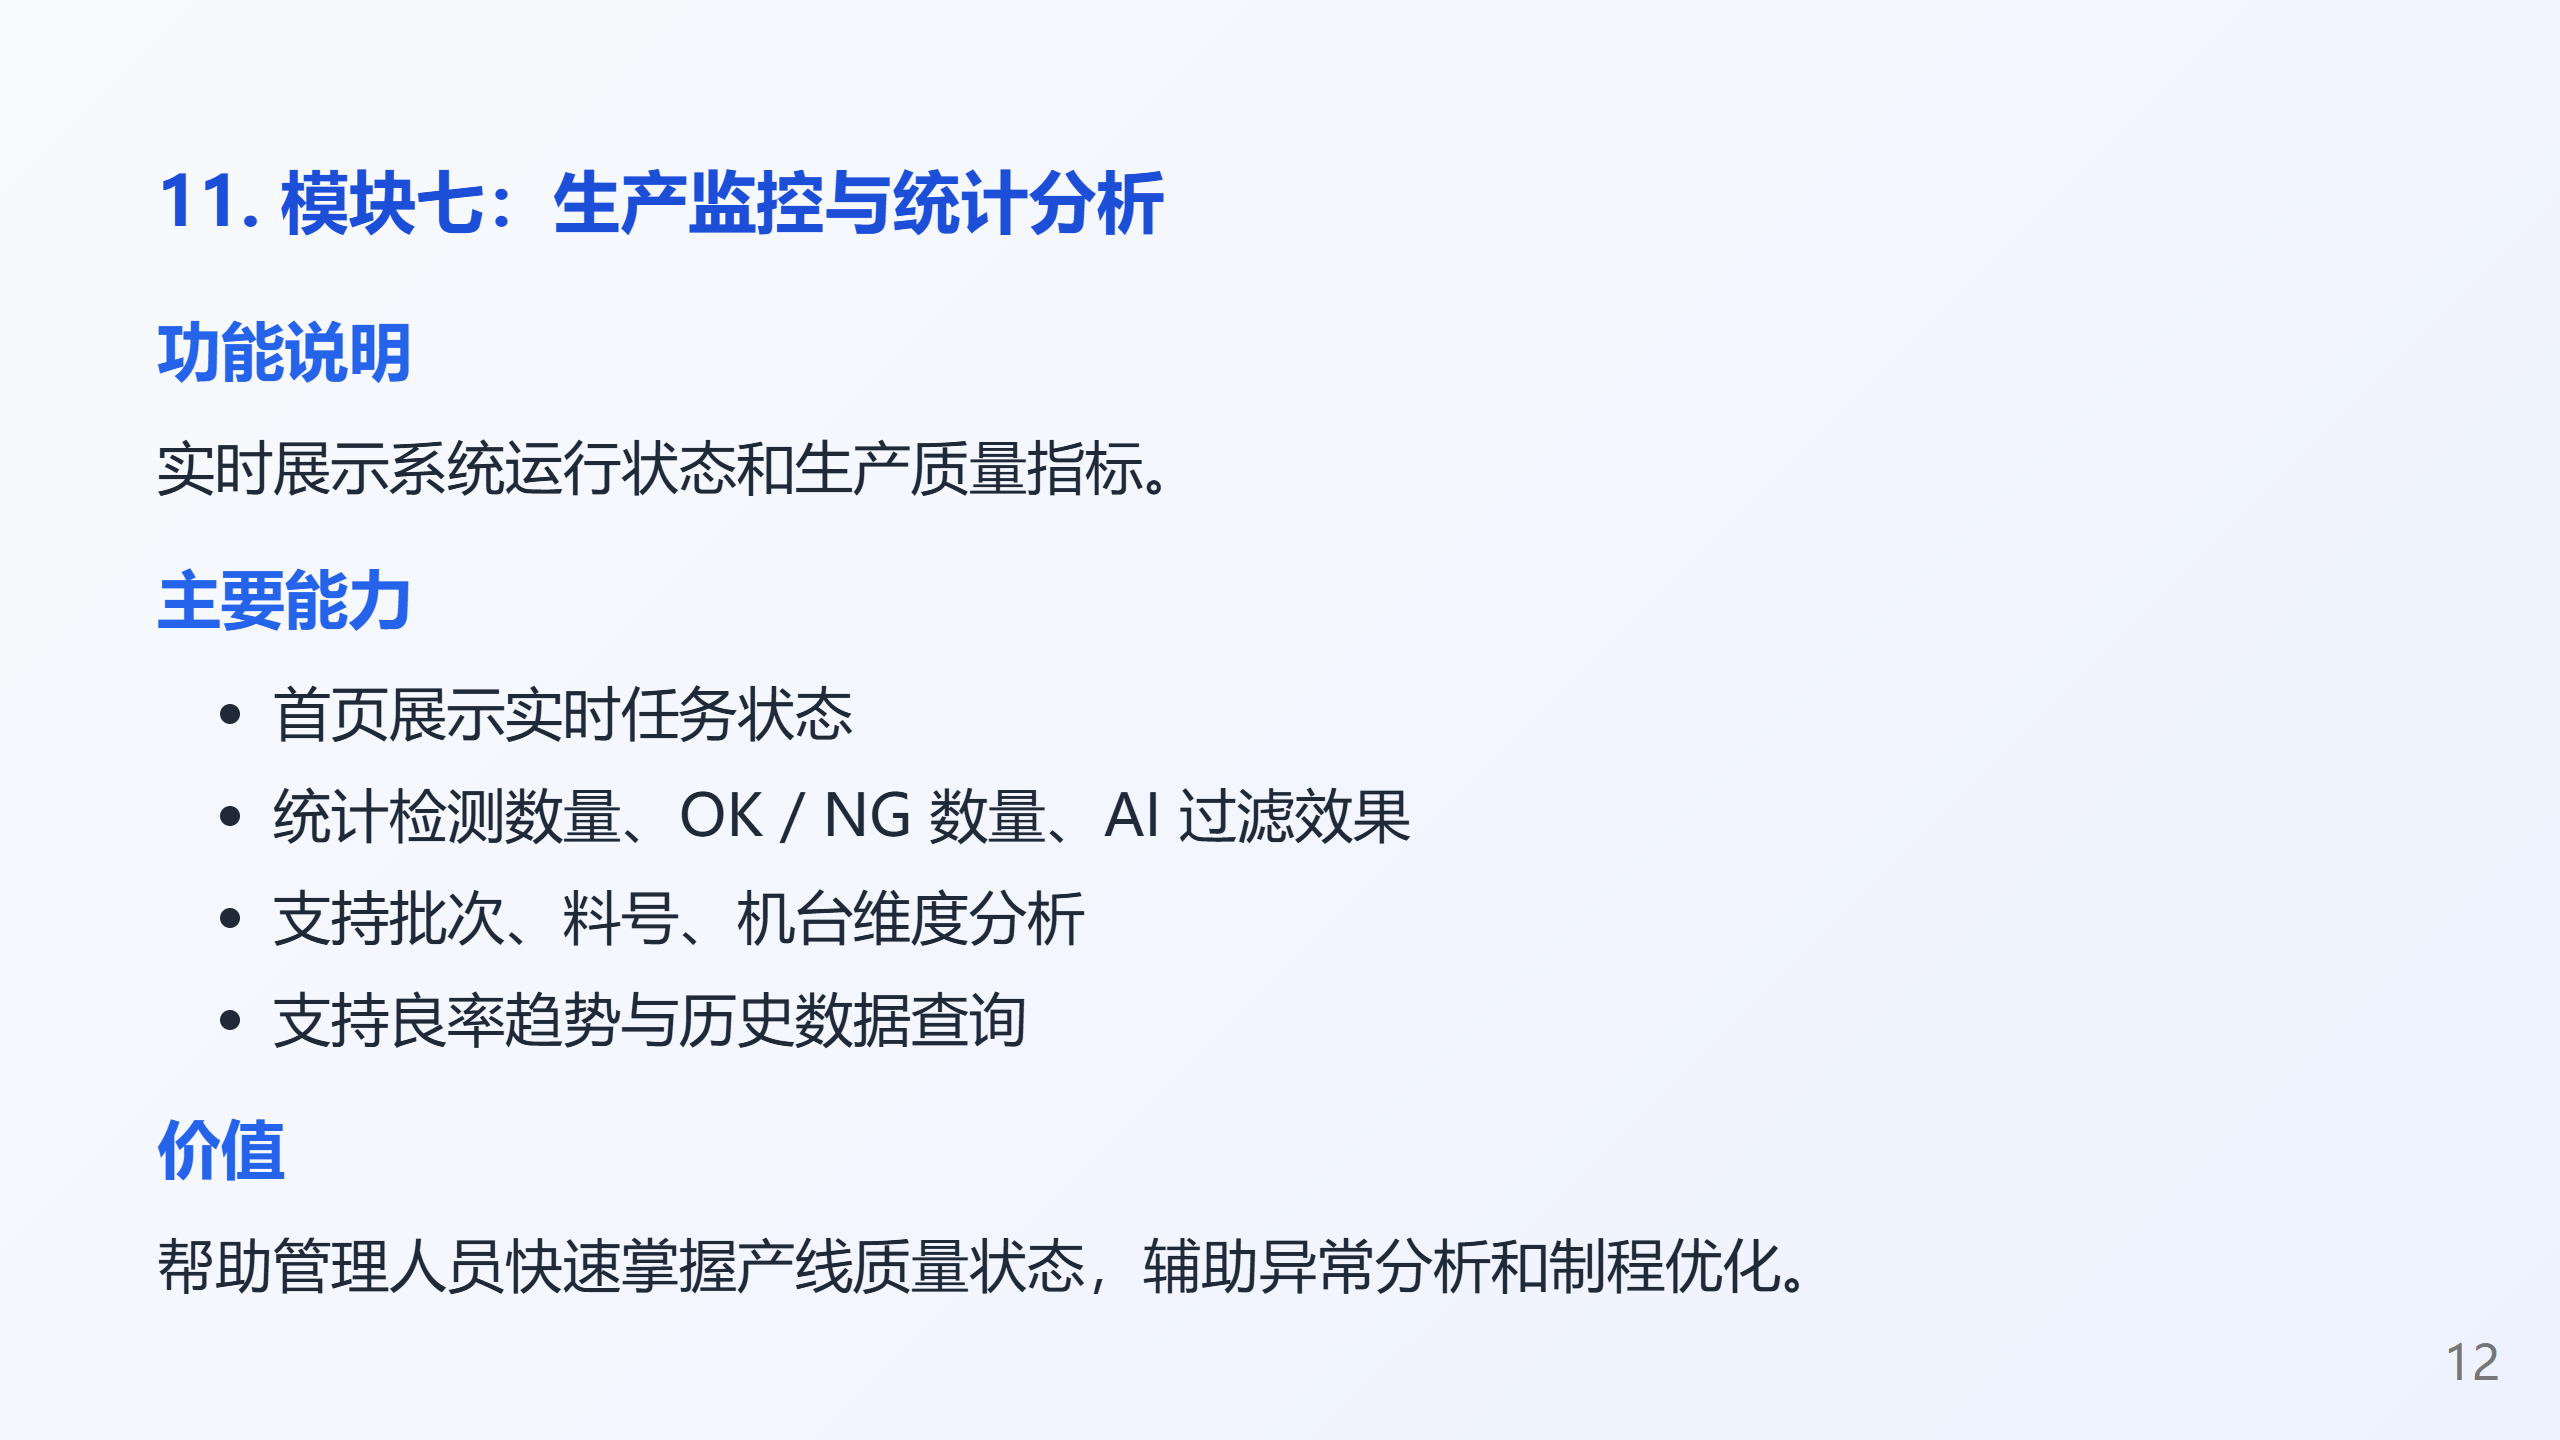 11. 模块七：生产监控与统计分析
功能说明
实时展示系统运行状态和生产质量指标。
主要能力
• 首页展示实时任务状态
• 统计检测数量、OK / NG 数量、AI 过滤效果
• 支持批次、料号、机台维度分析
• 支持良率趋势与历史数据查询
价值
帮助管理人员快速掌握产线质量状态，辅助异常分析和制程优化。
12